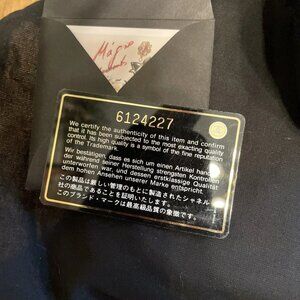 6124227
We certify the authenticity of this item and confirm
that it has been subjected to the most exacting quality
control. Its high quality is a symbol of the fine reputation
of the Trademark.
Wir bestätigen, dass es sich um einen Artikel handelt
der während seiner Herstellung strengsten Kontrollen
unterworfen war, und dessen erstklassige Qualität
dem hohen Ansehen unserer Marke entspricht.
この製品は厳しい管理のもとに製造されたシャネル
社の商品であることを証明いたします。
このブランド・マークは最高級品質の象徴です。